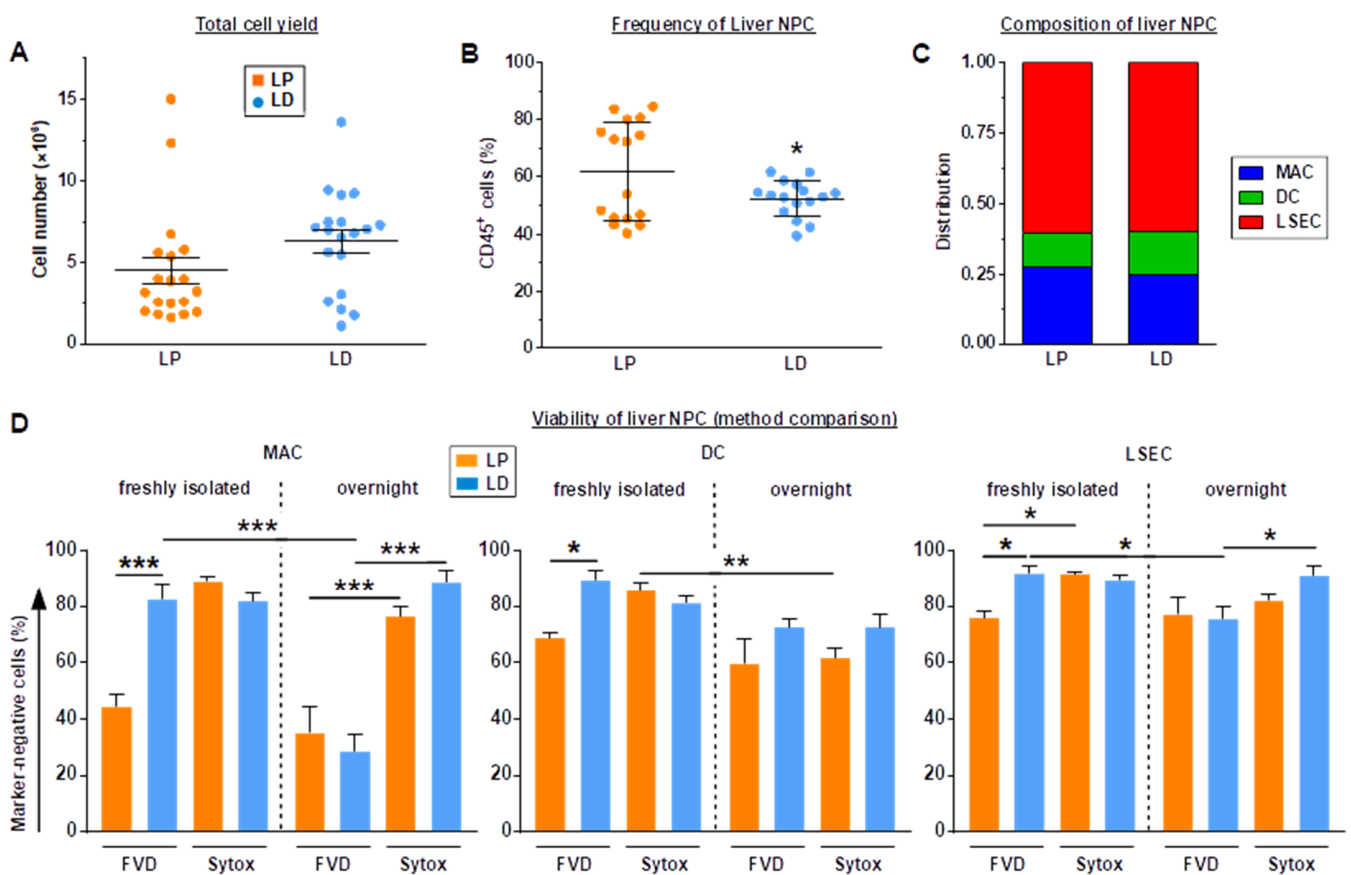 Total cell yield
A
LP
LD
Cell number (×10⁶)
15
10
5
0
LP
LD
Frequency of Liver NPC
B
CD45⁺ cells (%)
100
80
60
40
20
0
*
LP
LD
Composition of liver NPC
C
Distribution
1.00
0.75
0.50
0.25
0.00
LP
LD
MAC
DC
LSEC
D
Viability of liver NPC (method comparison)
LP
LD
Marker-negative cells (%)
MAC
freshly isolated
overnight
***
***
***
***
100
80
60
40
20
0
FVD
Sytox
FVD
Sytox
DC
freshly isolated
overnight
*
**
100
80
60
40
20
0
FVD
Sytox
FVD
Sytox
LSEC
freshly isolated
overnight
*
*
*
*
100
80
60
40
20
0
FVD
Sytox
FVD
Sytox